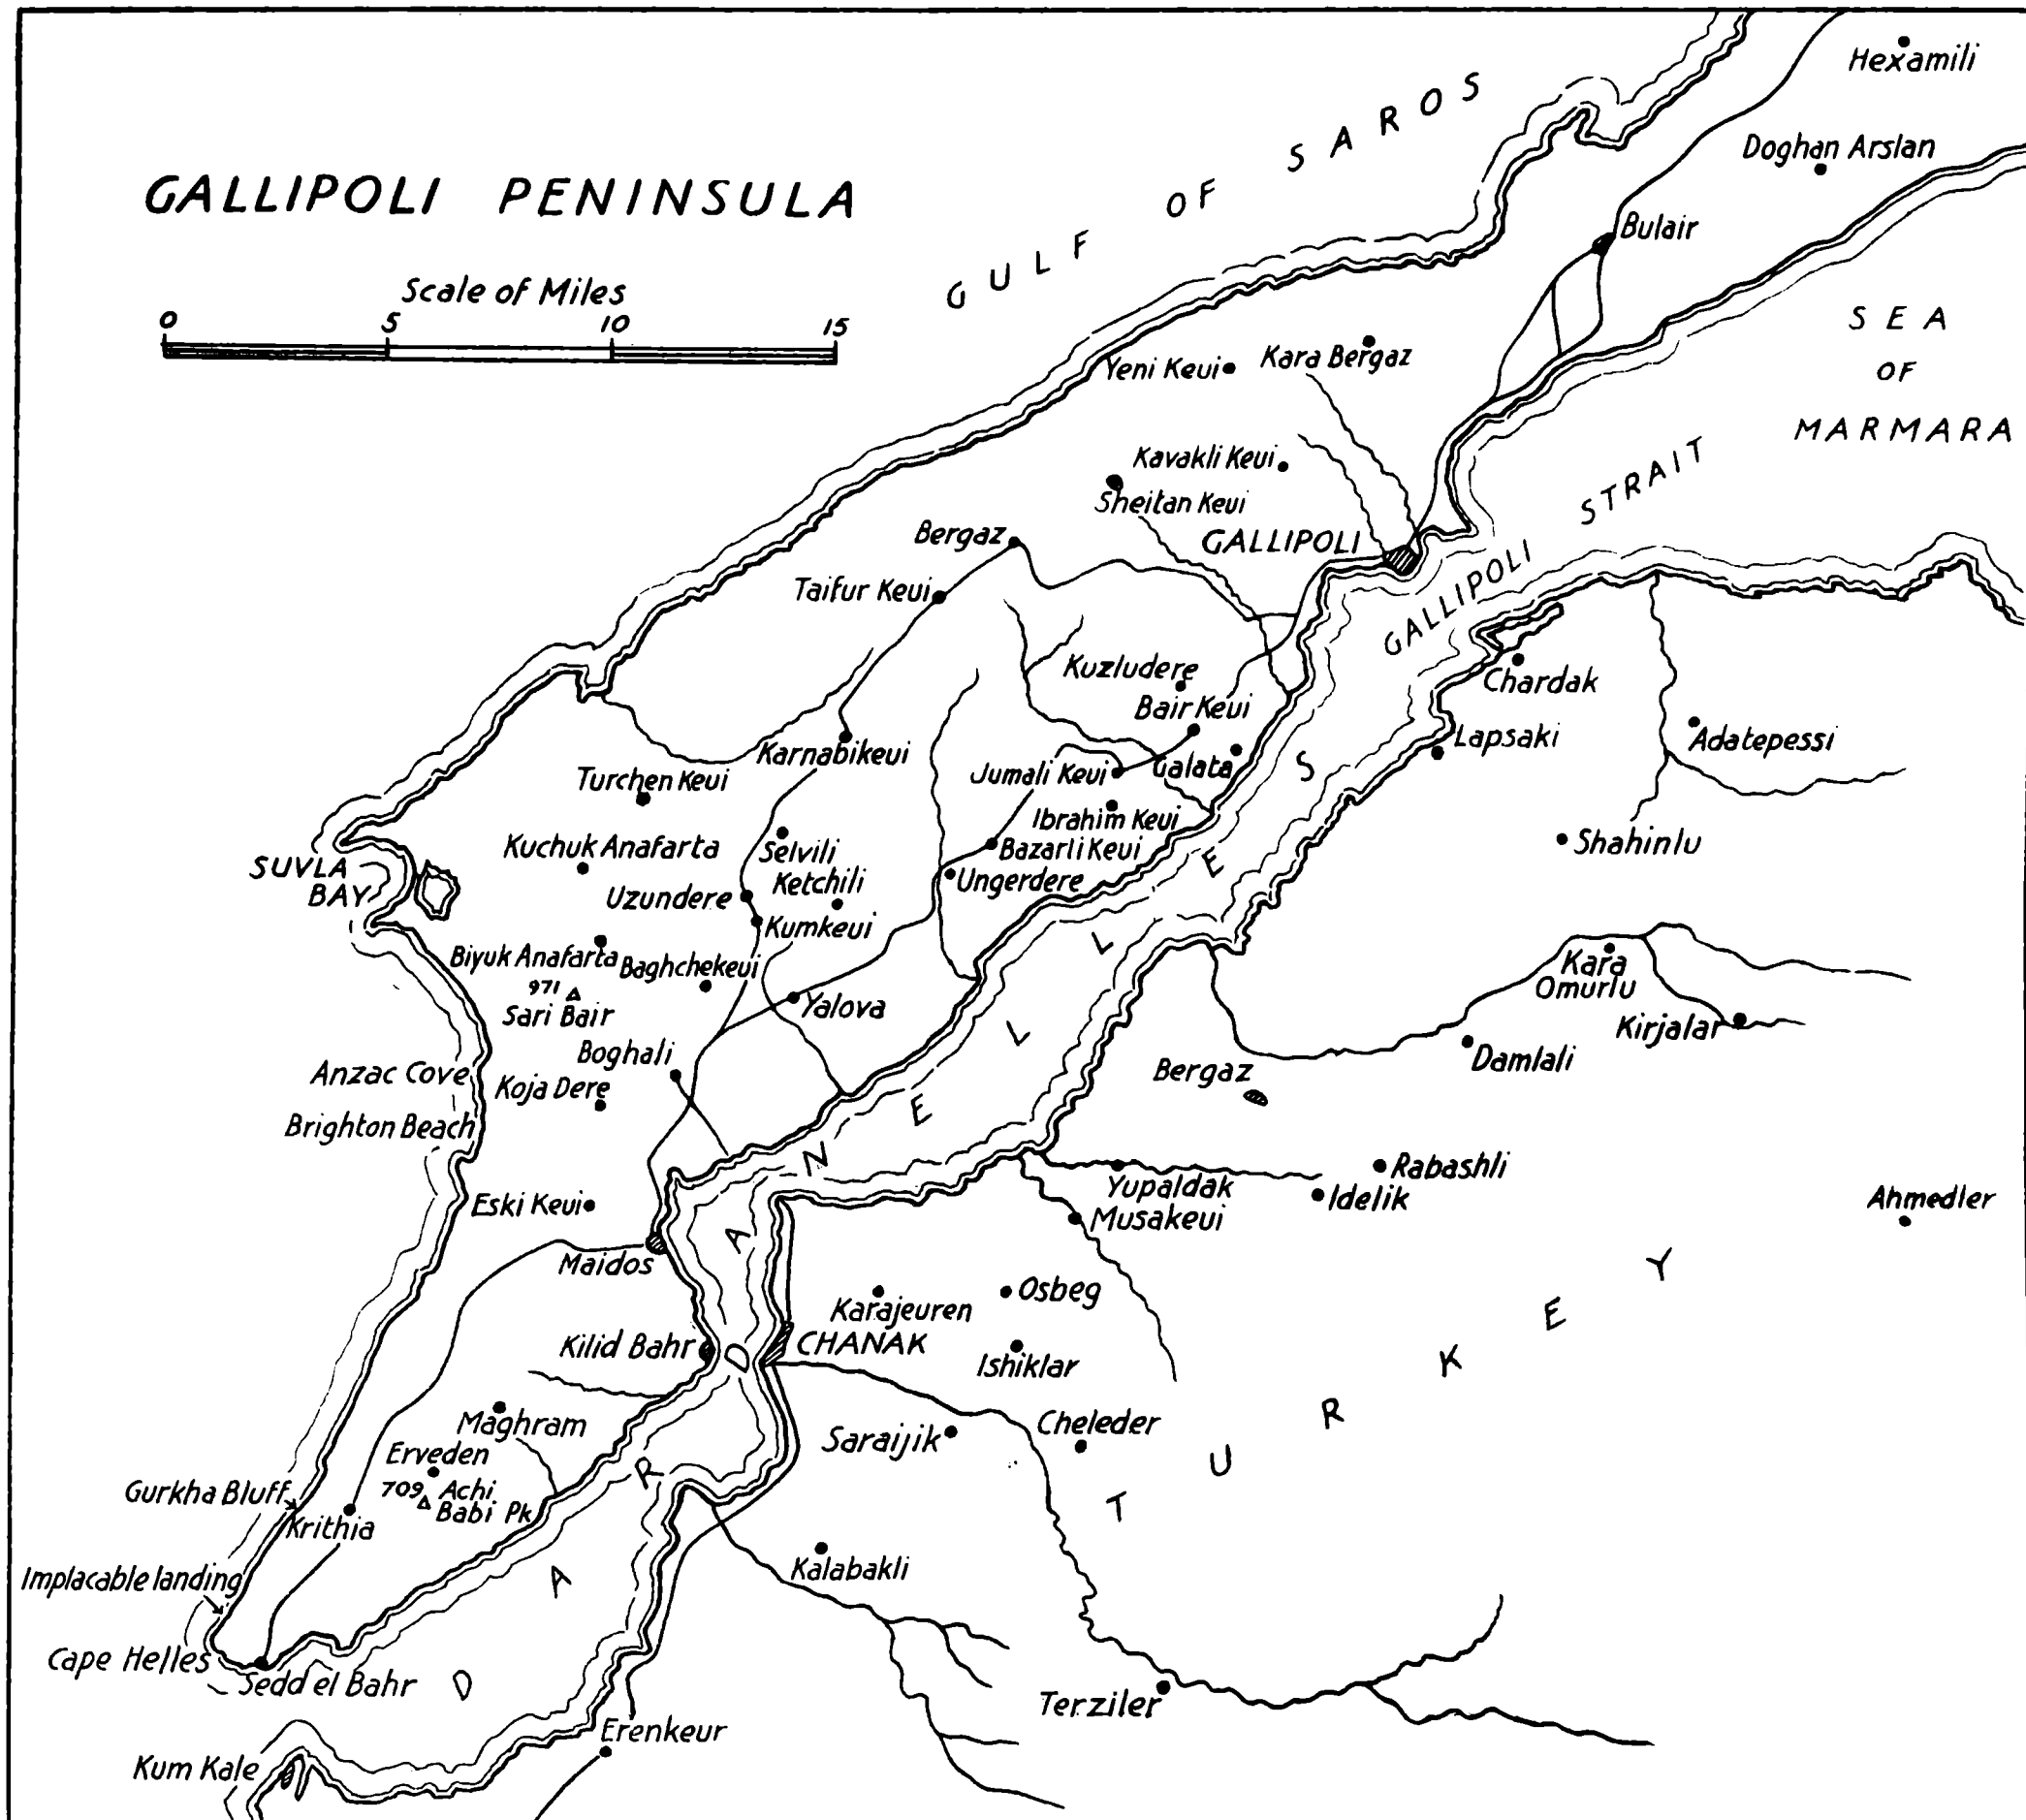 GALLIPOLI PENINSULA
Scale of Miles
0 5 10 15
GULF OF SAROS
Hexamili
Doghan Arslan
Bulair
SEA
OF
MARMARA
Yeni Keui
Kara Bergaz
Kavakli Keui
Sheitan Keui
GALLIPOLI
GALLIPOLI STRAIT
Bergaz
Taifur Keui
Kuzludere
Bair Keui
Chardak
Lapsaki
Adatepessi
Karnabikeui
Jumali Keui
Galata
Turchen Keui
Ibrahim Keui
Shahinlu
SUVLA
BAY
Kuchuk Anafarta
Selvili
Bazarli Keui
Ketchili
Ungerdere
Uzundere
Kumkeui
Biyuk Anafarta
Baghchekeui
971
Sari Bair
Yalova
Kara
Omurlu
Kirjalar
Damlali
Boghali
Anzac Cove
Koja Dere
Bergaz
Brighton Beach
Rabashli
Yupaldak
Idelik
Ahmedler
Eski Keui
Musakeui
Maidos
Karajeuren
Osbeg
Kilid Bahr
CHANAK
Ishiklar
DARDANELLES
TURKEY
Maghram
Saraijik
Cheleder
Erveden
Gurkha Bluff
709 Achi
Babi Pk
Krithia
Implacable landing
Kalabakli
Cape Helles
Sedd el Bahr
Terziler
Erenkeur
Kum Kale